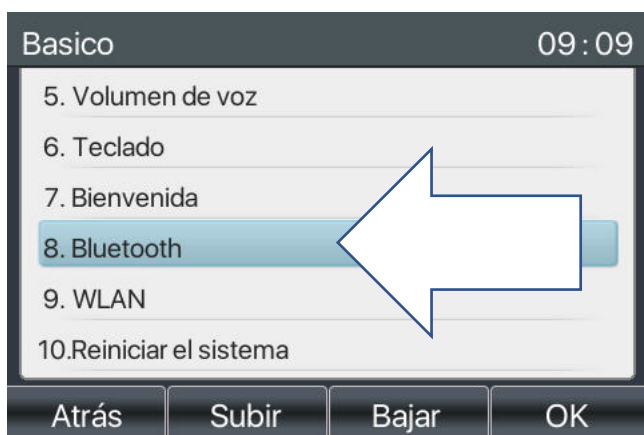 Basico 09:09
5. Volumen de voz
6. Teclado
7. Bienvenida
8. Bluetooth
9. WLAN
10.Reiniciar el sistema
Atrás Subir Bajar OK